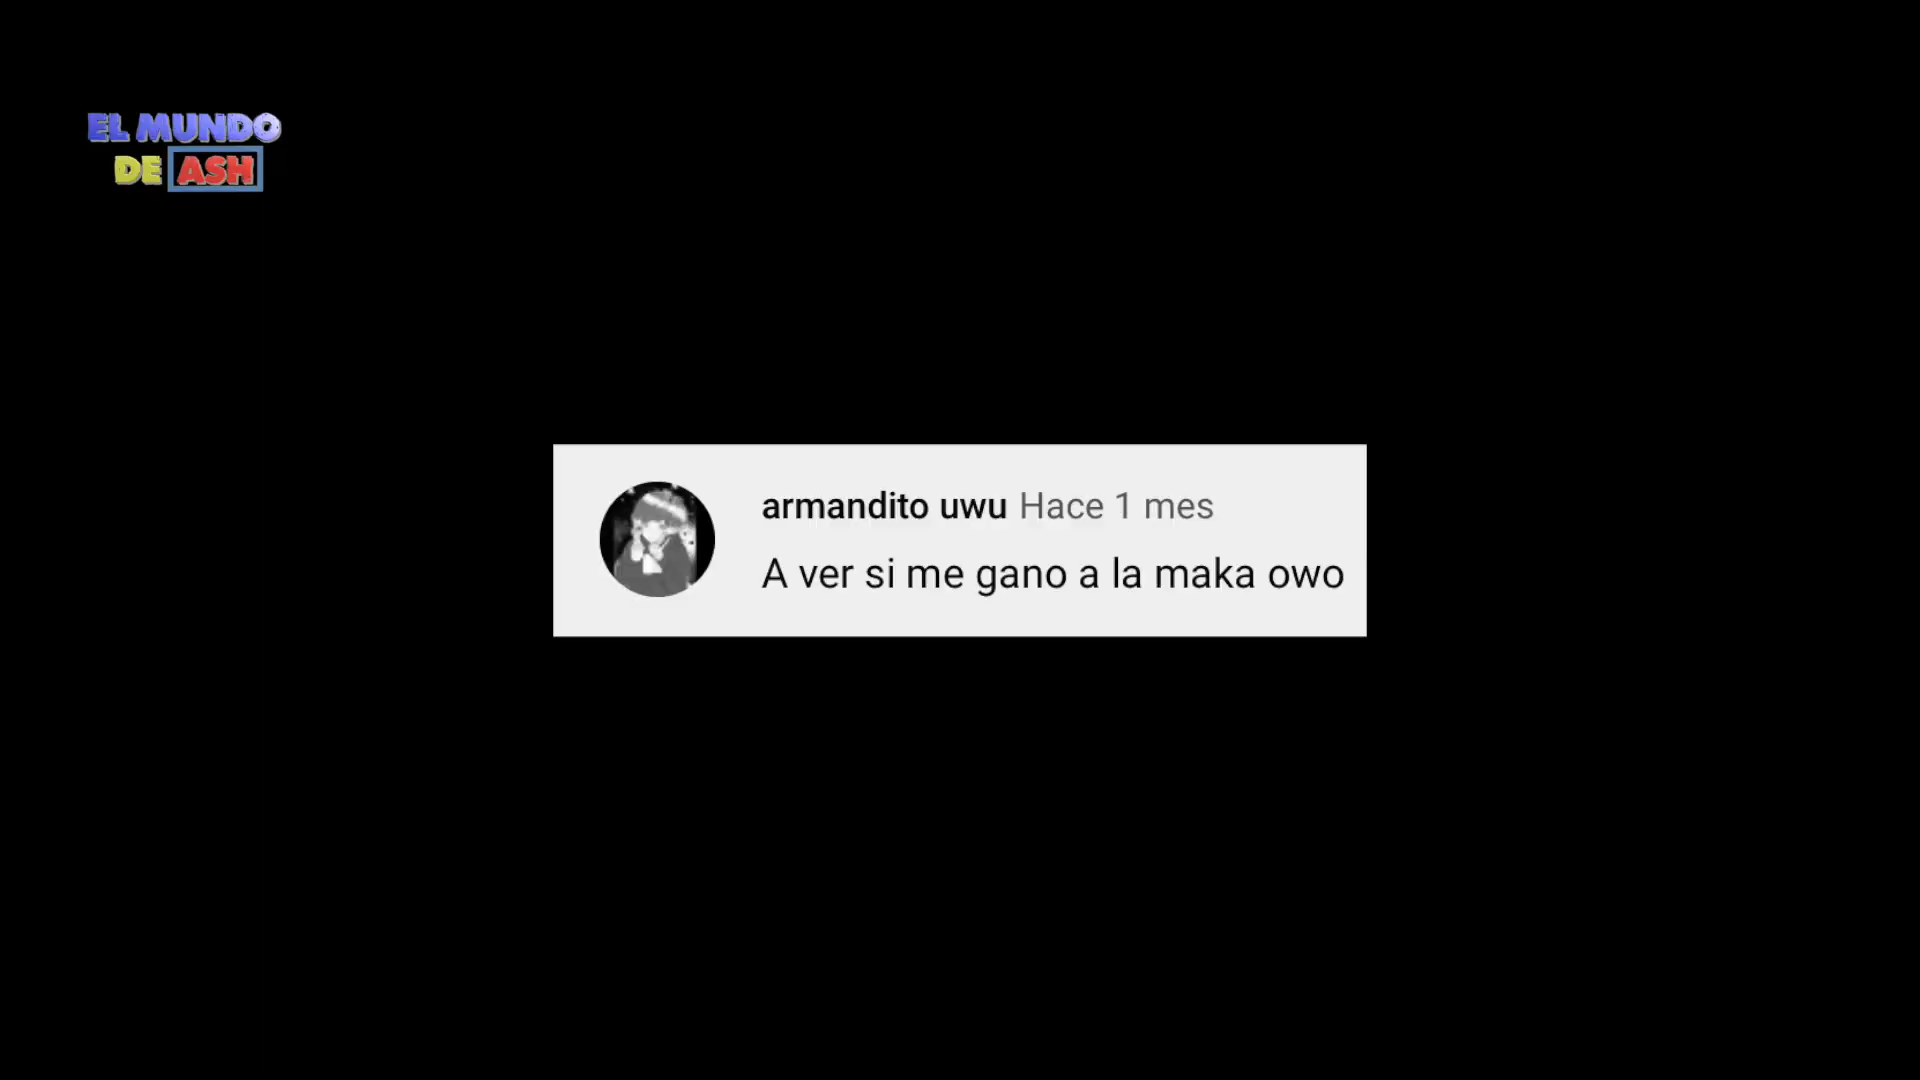 EL MUNDO
DE ASH
armandito uwu Hace 1 mes
A ver si me gano a la maka owo